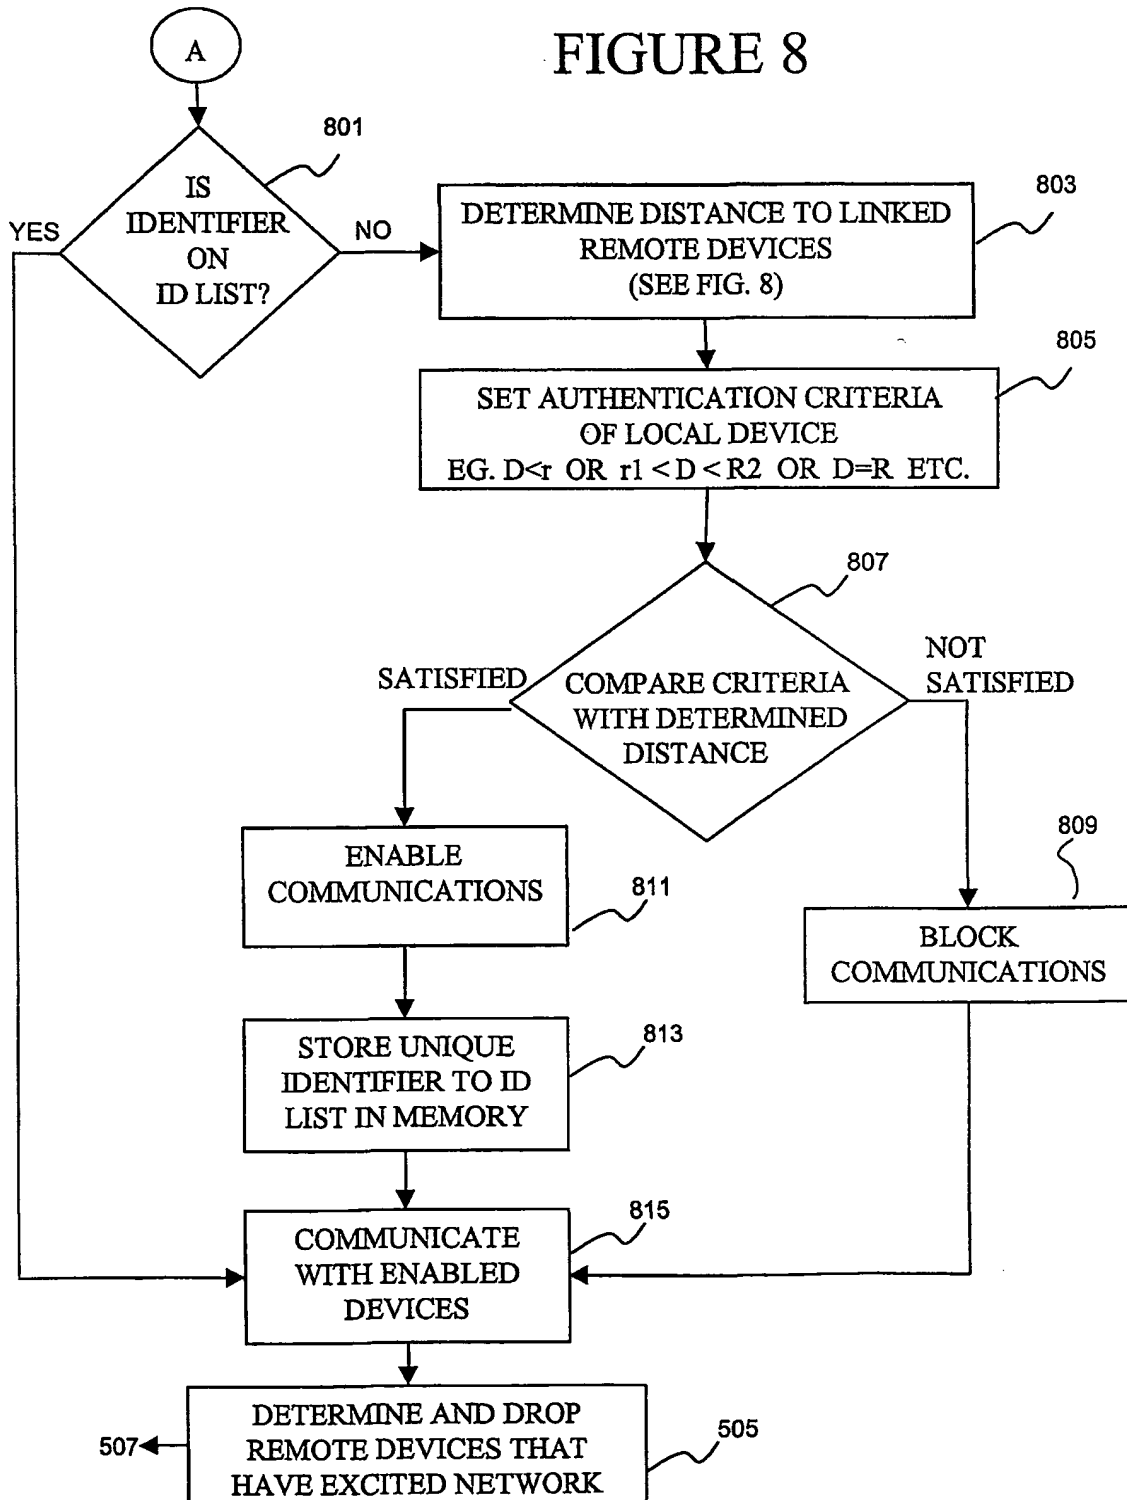 FIGURE 8
A
801
IS
IDENTIFIER
ON
ID LIST?
YES
NO
803
DETERMINE DISTANCE TO LINKED
REMOTE DEVICES
(SEE FIG. 8)
805
SET AUTHENTICATION CRITERIA
OF LOCAL DEVICE
EG. D<r OR r1 < D < R2 OR D=R ETC.
807
COMPARE CRITERIA
WITH DETERMINED
DISTANCE
SATISFIED
NOT
SATISFIED
809
BLOCK
COMMUNICATIONS
ENABLE
COMMUNICATIONS
811
STORE UNIQUE
IDENTIFIER TO ID
LIST IN MEMORY
813
COMMUNICATE
WITH ENABLED
DEVICES
815
DETERMINE AND DROP
REMOTE DEVICES THAT
HAVE EXCITED NETWORK
505
507